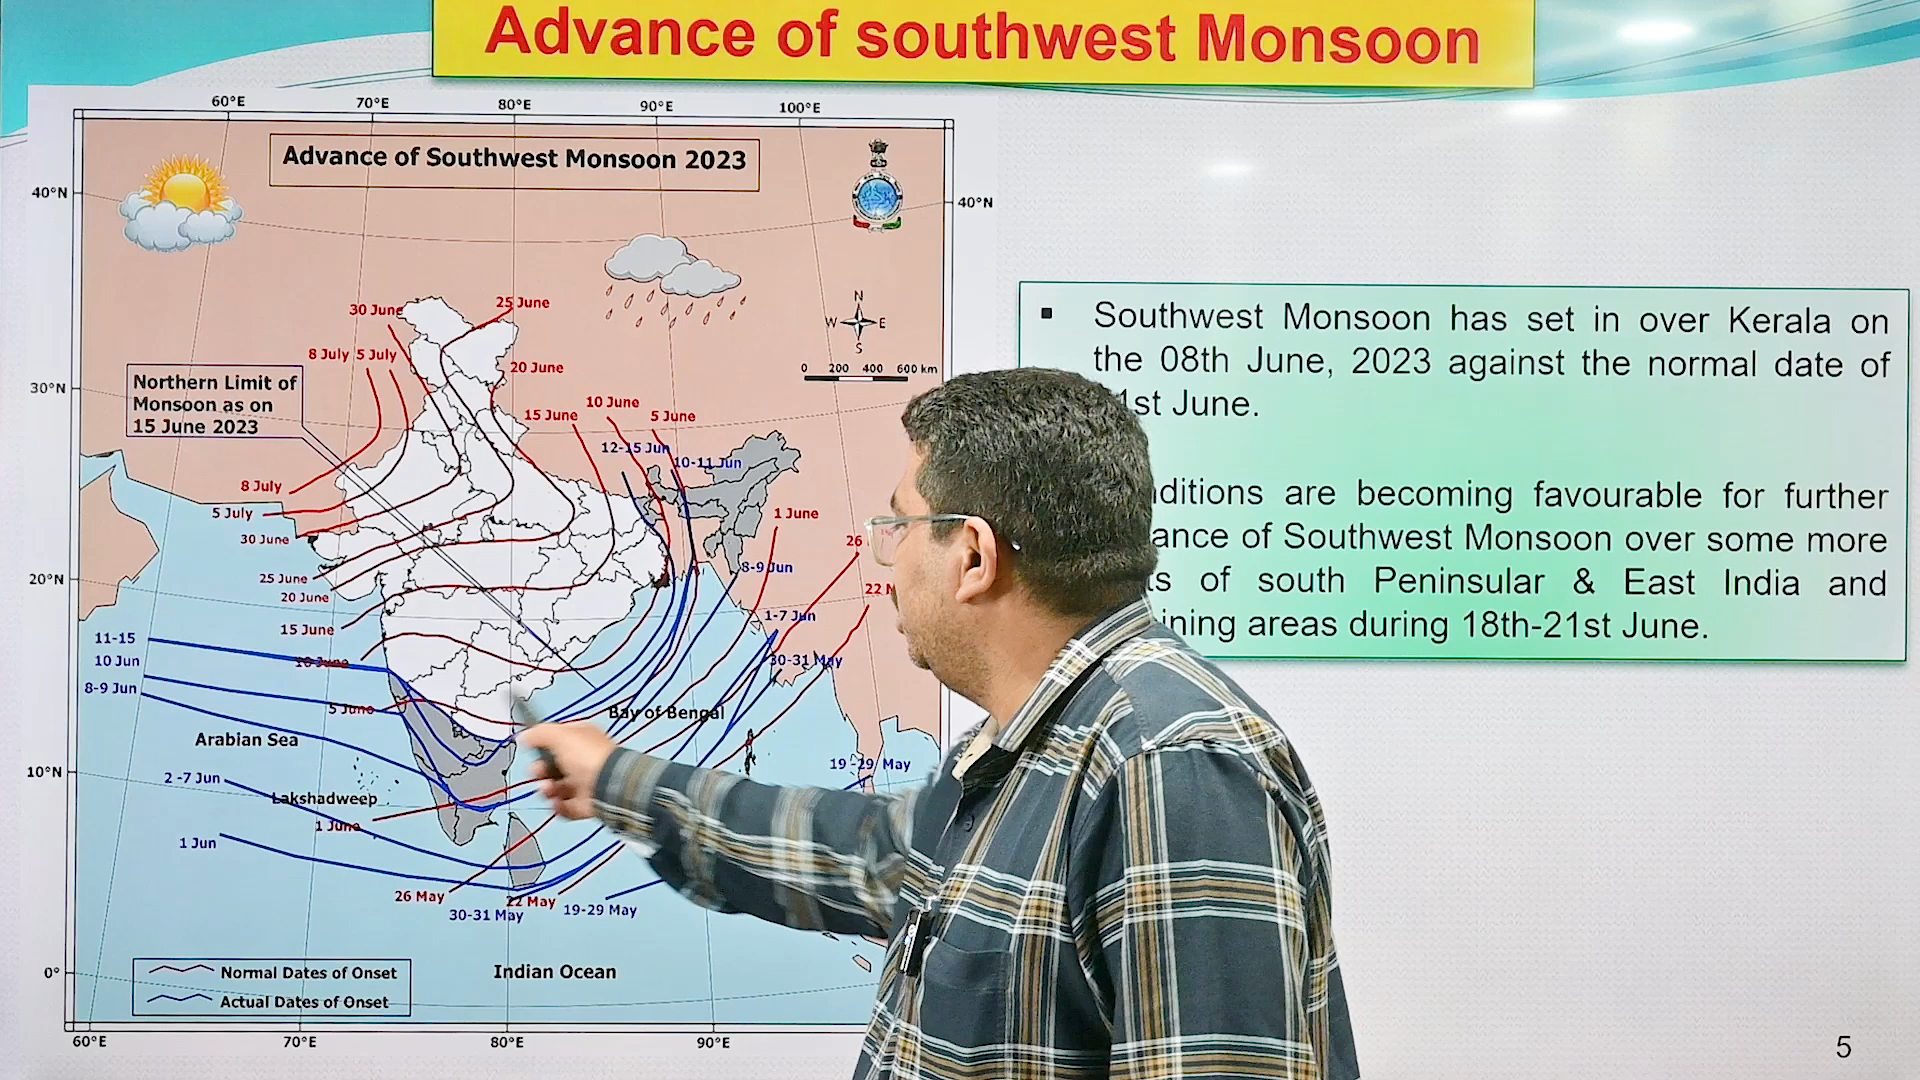 Advance of southwest Monsoon
60°E 70°E 80°E 90°E 100°E
Advance of Southwest Monsoon 2023
40°N
40°N
N
W E
S
0 200 400 600 km
30 June
25 June
8 July 5 July
20 June
30°N
Northern Limit of
Monsoon as on
15 June 2023
15 June
10 June
5 June
12-15 Jun
10-11 Jun
8 July
5 July
1 June
30 June
26
20°N
25 June
8-9 Jun
20 June
22 M
15 June
1-7 Jun
11-15
10 Jun
10 June
30-31 May
8-9 Jun
5 June
Bay of Bengal
Arabian Sea
10°N
2 -7 Jun
19 -29 May
Lakshadweep
1 June
1 Jun
26 May
22 May
30-31 May
19-29 May
0°
Normal Dates of Onset
Actual Dates of Onset
Indian Ocean
60°E 70°E 80°E 90°E
▪ Southwest Monsoon has set in over Kerala on
the 08th June, 2023 against the normal date of
1st June.
ditions are becoming favourable for further
ance of Southwest Monsoon over some more
ts of south Peninsular & East India and
ining areas during 18th-21st June.
5